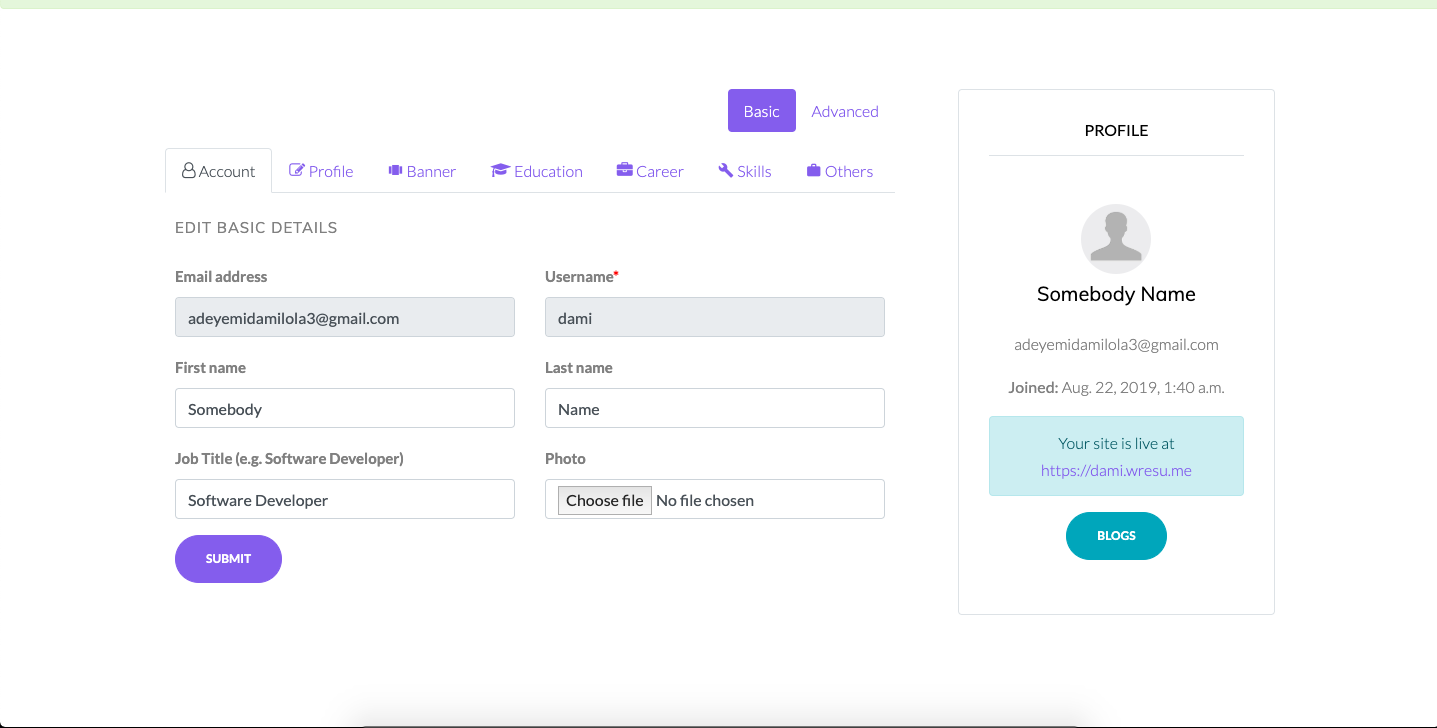 Basic Advanced
Account Profile Banner Education Career Skills Others
EDIT BASIC DETAILS
Email address Username*
adeyemidamilola3@gmail.com dami
First name Last name
Somebody Name
Job Title (e.g. Software Developer) Photo
Software Developer Choose file No file chosen
SUBMIT
PROFILE
Somebody Name
adeyemidamilola3@gmail.com
Joined: Aug. 22, 2019, 1:40 a.m.
Your site is live at
https://dami.wresu.me
BLOGS